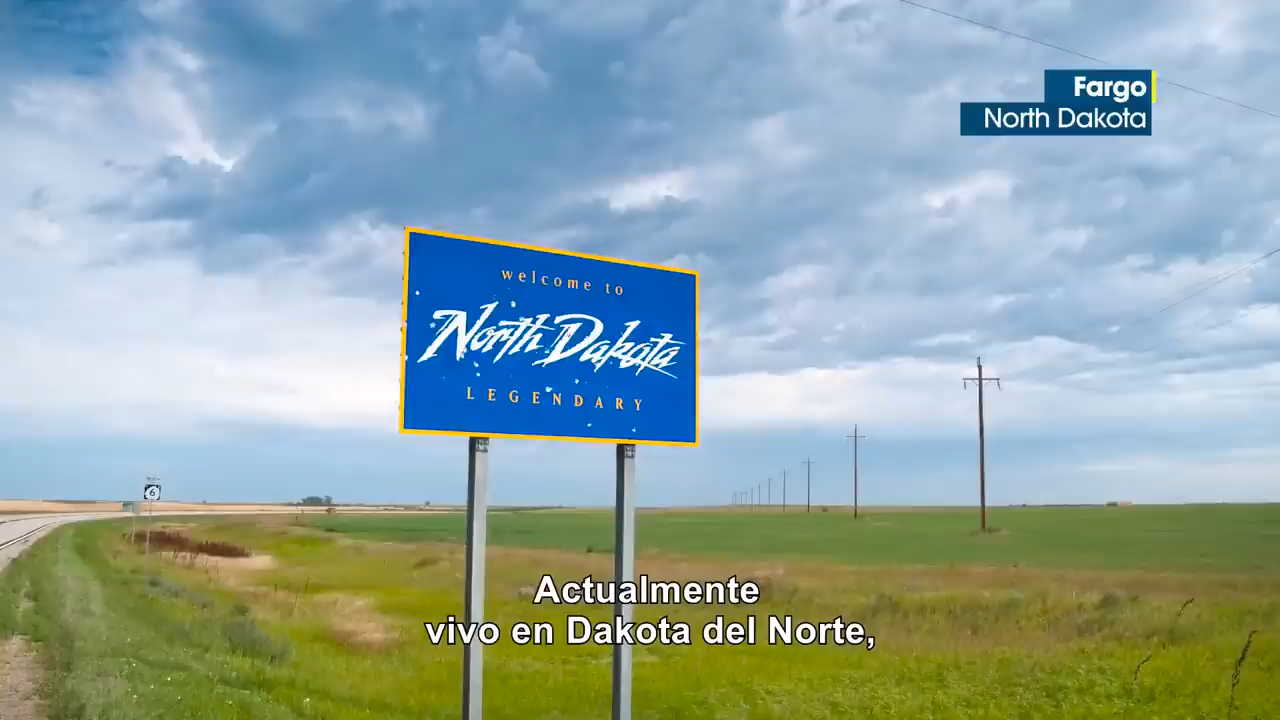 Fargo
North Dakota
welcome to
North Dakota
LEGENDARY
6
Actualmente
vivo en Dakota del Norte,